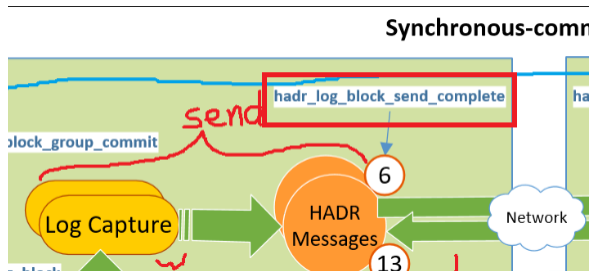 Synchronous-comm
hadr_log_block_send_complete
ha
send
block_group_commit
6
Log Capture
HADR
Messages
Network
13